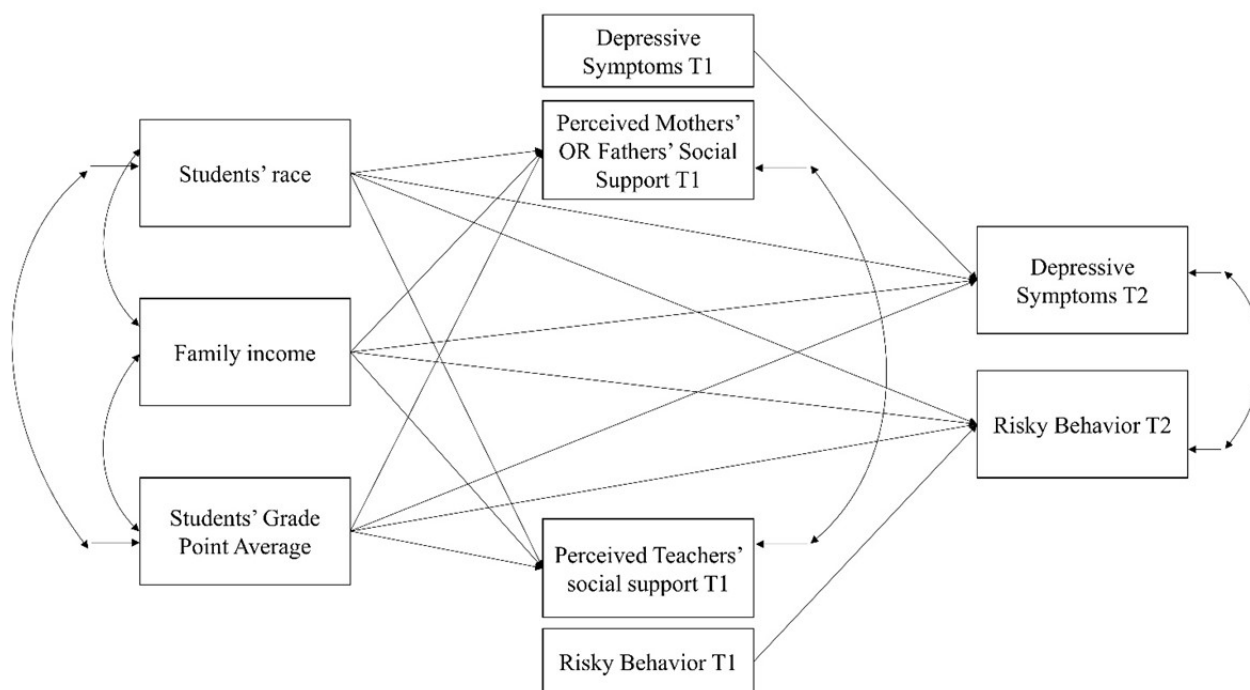 Depressive
Symptoms T1
Perceived Mothers’
OR Fathers’ Social
Support T1
Students’ race
Family income
Students’ Grade
Point Average
Depressive
Symptoms T2
Risky Behavior T2
Perceived Teachers’
social support T1
Risky Behavior T1